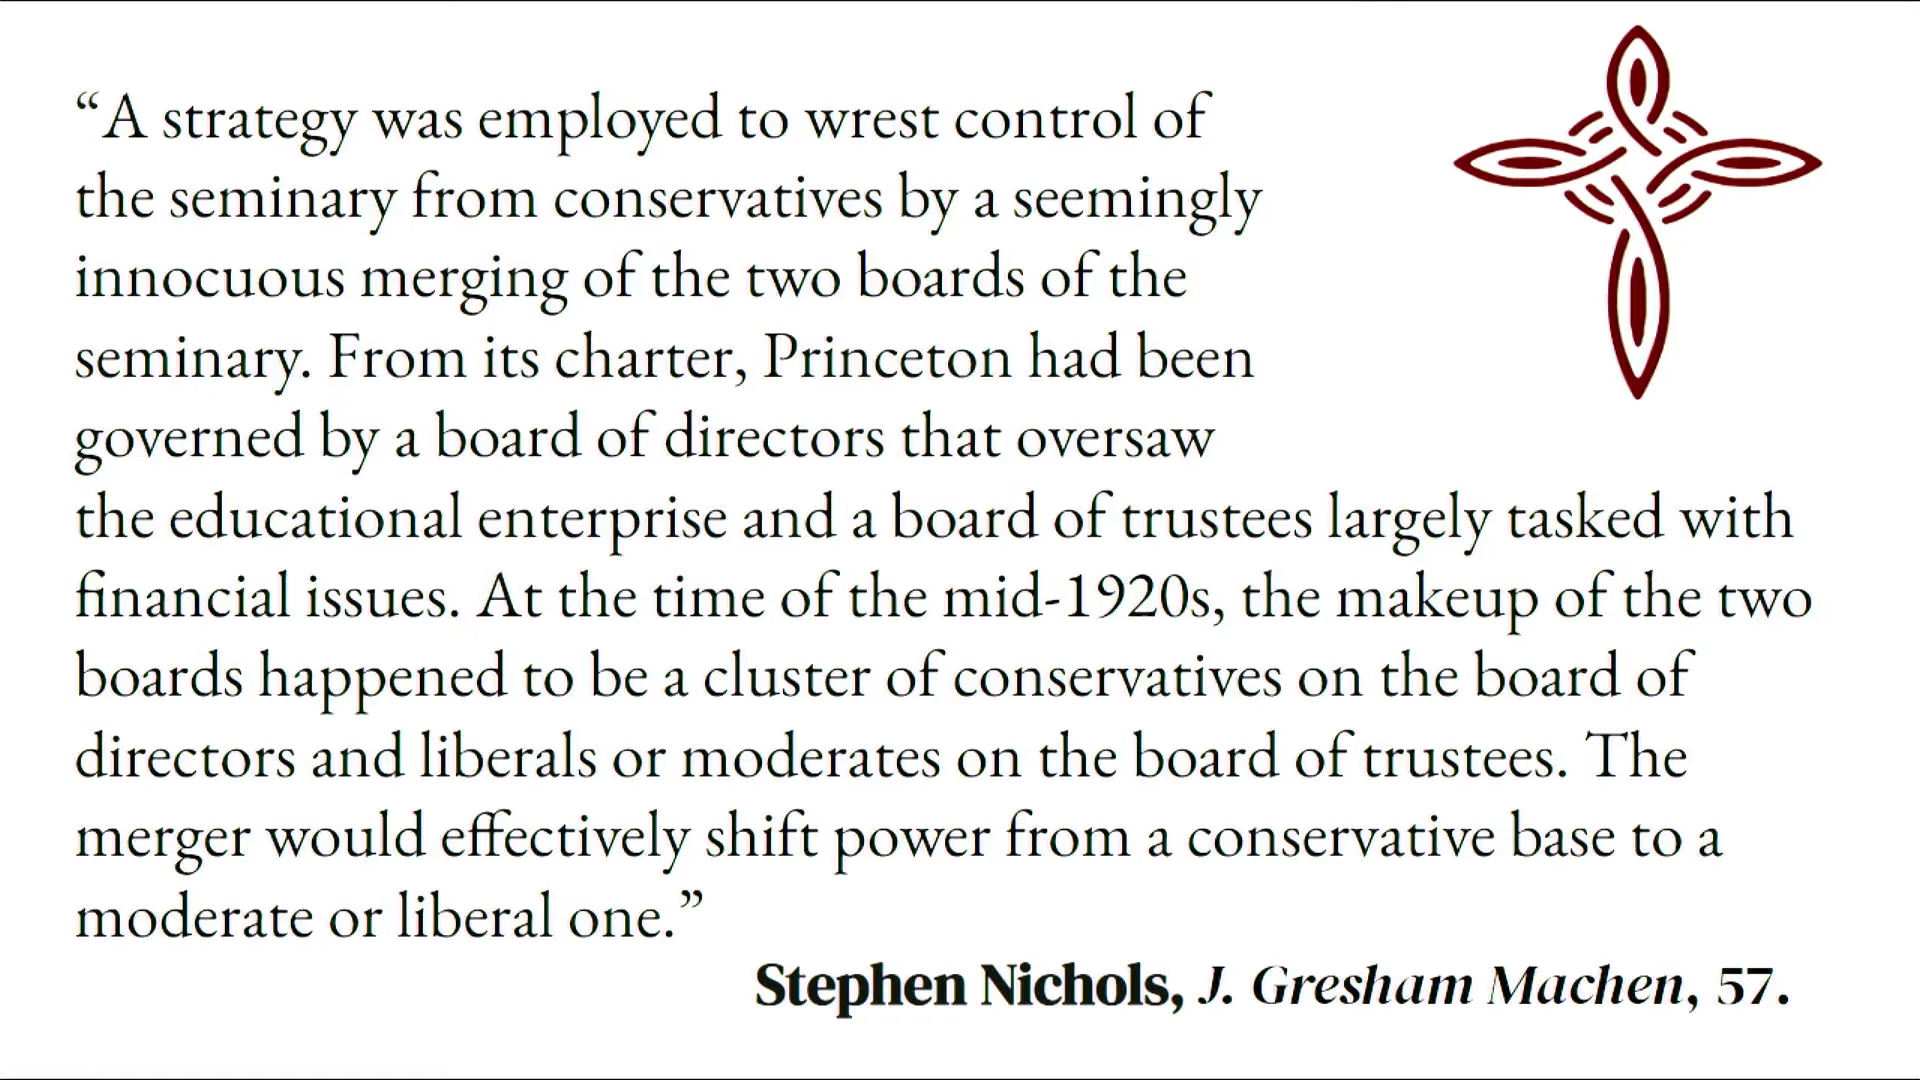 “A strategy was employed to wrest control of
the seminary from conservatives by a seemingly
innocuous merging of the two boards of the
seminary. From its charter, Princeton had been
governed by a board of directors that oversaw
the educational enterprise and a board of trustees largely tasked with
financial issues. At the time of the mid-1920s, the makeup of the two
boards happened to be a cluster of conservatives on the board of
directors and liberals or moderates on the board of trustees. The
merger would effectively shift power from a conservative base to a
moderate or liberal one.”
Stephen Nichols, J. Gresham Machen, 57.